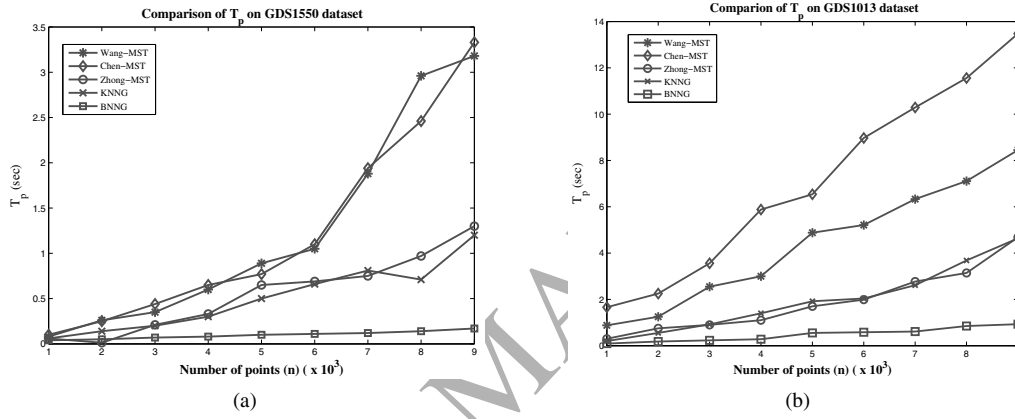 Comparison of T_p on GDS1550 dataset
3.5
3
2.5
2
1.5
1
0.5
0
T_p (sec)
Wang−MST
Chen−MST
Zhong−MST
KNNG
BNNG
1 2 3 4 5 6 7 8 9
Number of points (n) ( x 10^3)
(a)
Comparion of T_p on GDS1013 dataset
14
12
10
8
6
4
2
0
T_p (sec)
Wang−MST
Chen−MST
Zhong−MST
KNNG
BNNG
1 2 3 4 5 6 7 8
Number of points (n) ( x 10^3)
(b)
MA